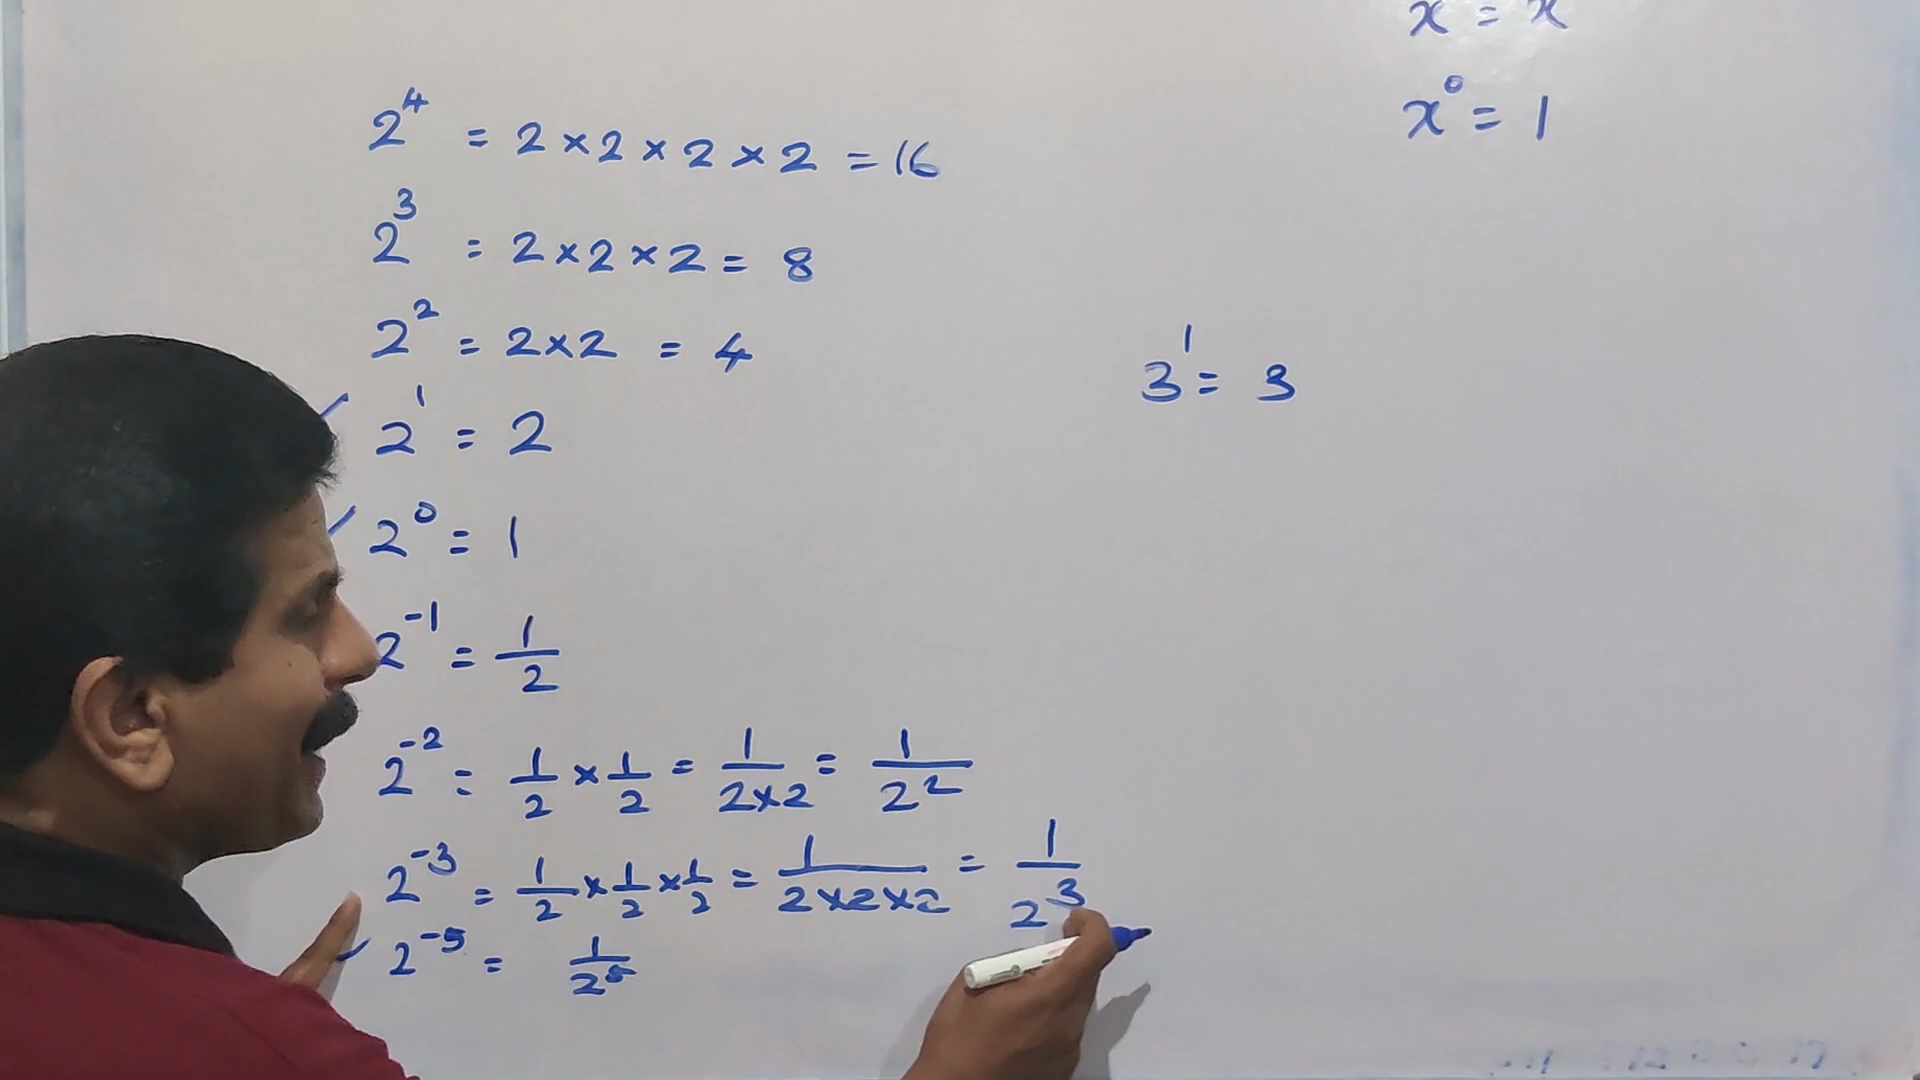 x = x
x⁰ = 1
2⁴ = 2 × 2 × 2 × 2 = 16
2³ = 2 × 2 × 2 = 8
2² = 2 × 2 = 4
3¹ = 3
2¹ = 2
2⁰ = 1
2⁻¹ = 1/2
2⁻² = 1/2 × 1/2 = 1/(2×2) = 1/2²
2⁻³ = 1/2 × 1/2 × 1/2 = 1/(2×2×2) = 1/2³
2⁻⁵ = 1/2⁵